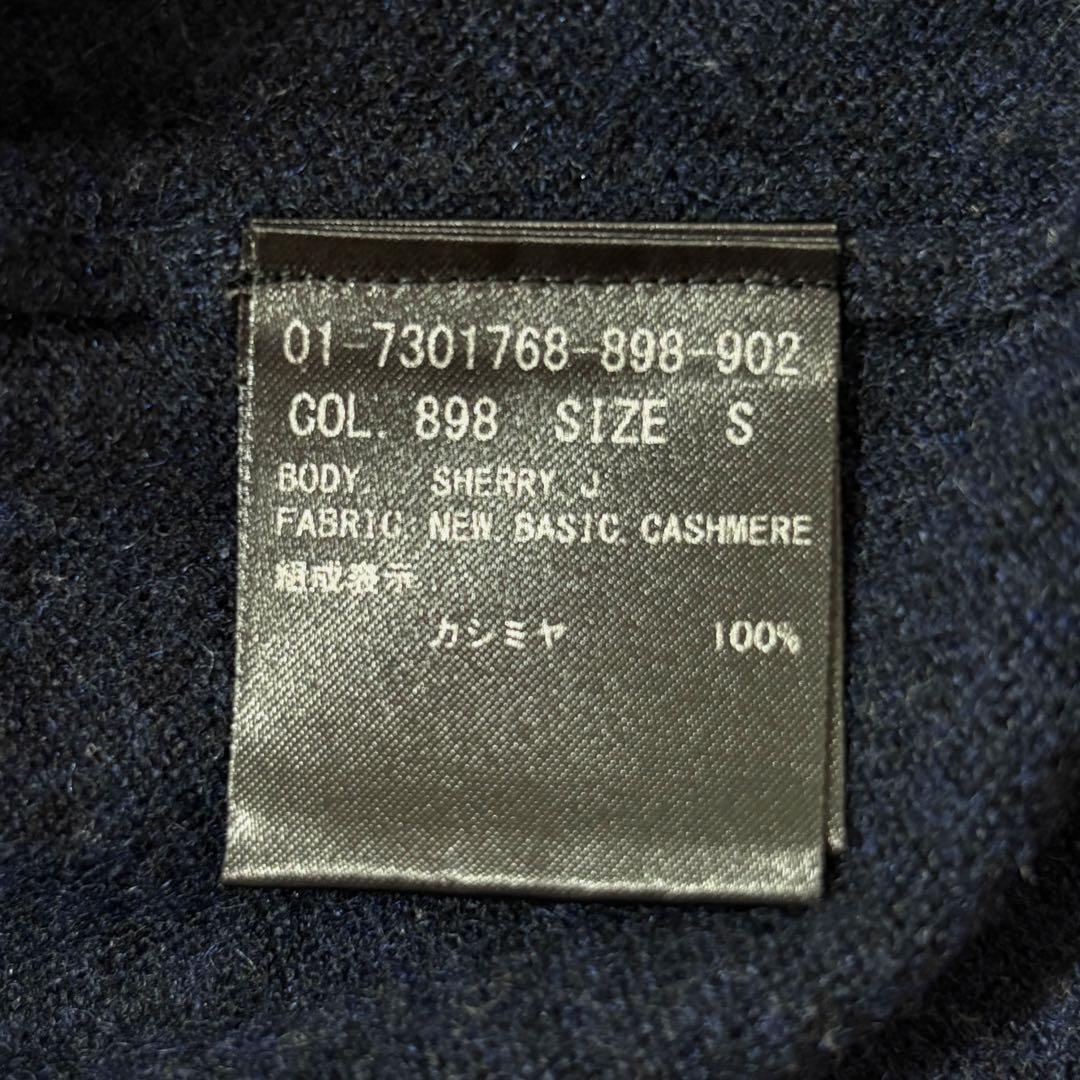 01-7301768-898-902
COL. 898 SIZE S
BODY. SHERRY J
FABRIC NEW BASIC CASHMERE
組成表示
カシミヤ 100%